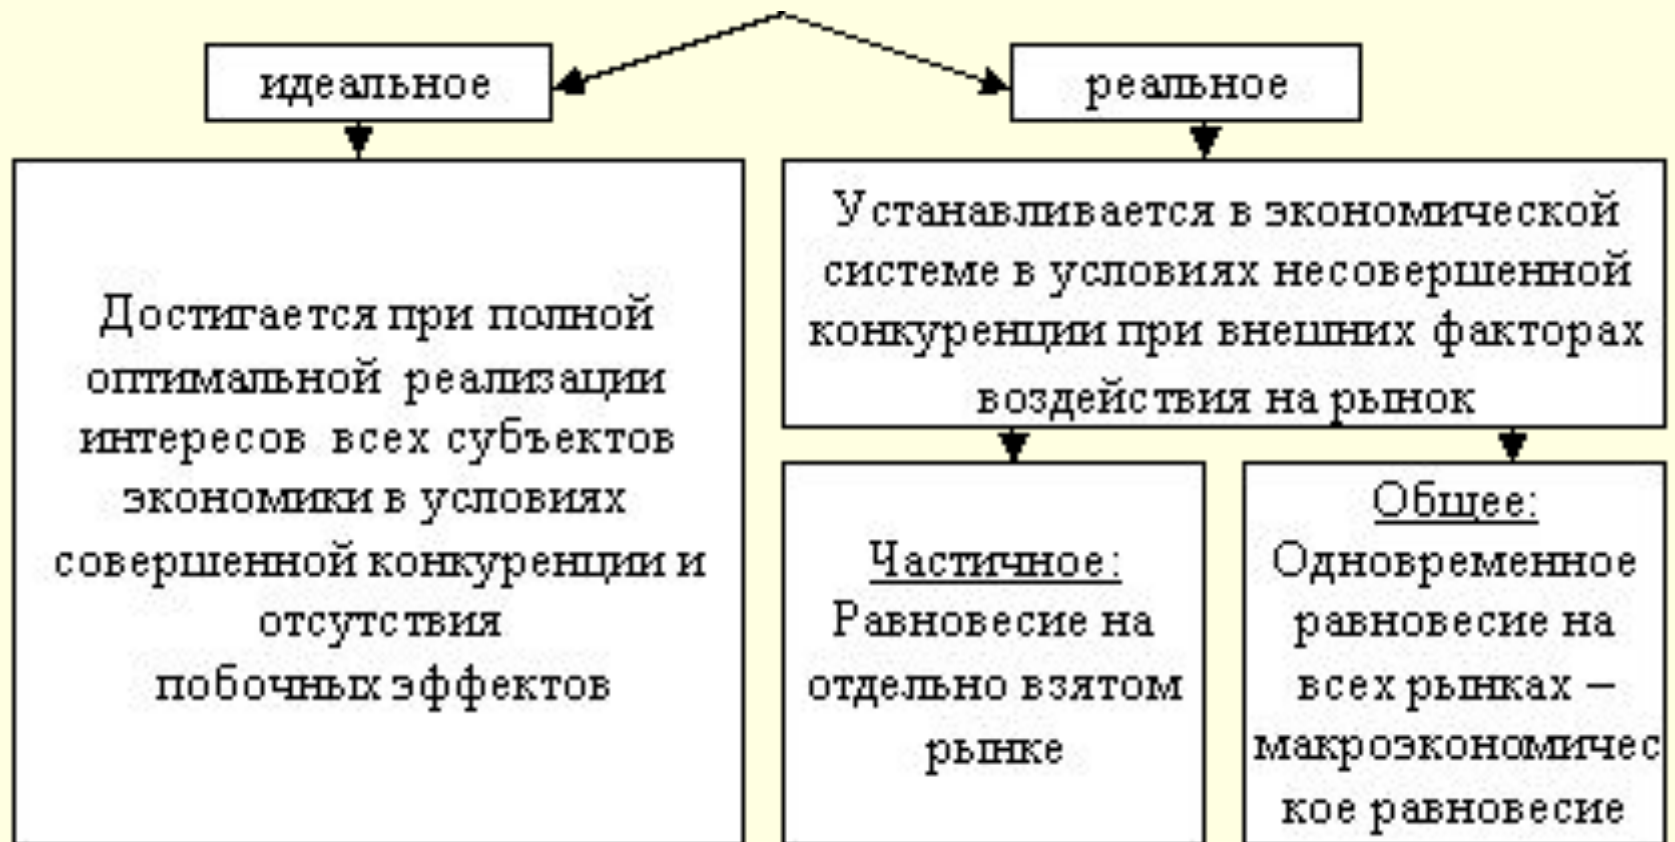 идеальное
реальное
Достигается при полной
оптимальной реализации
интересов всех субъектов
экономики в условиях
совершенной конкуренции и
отсутствия
побочных эффектов
Устанавливается в экономической
системе в условиях несовершенной
конкуренции при внешних факторах
воздействия на рынок
Частичное:
Равновесие на
отдельно взятом
рынке
Общее:
Одновременное
равновесие на
всех рынках –
макроэкономичес
кое равновесие